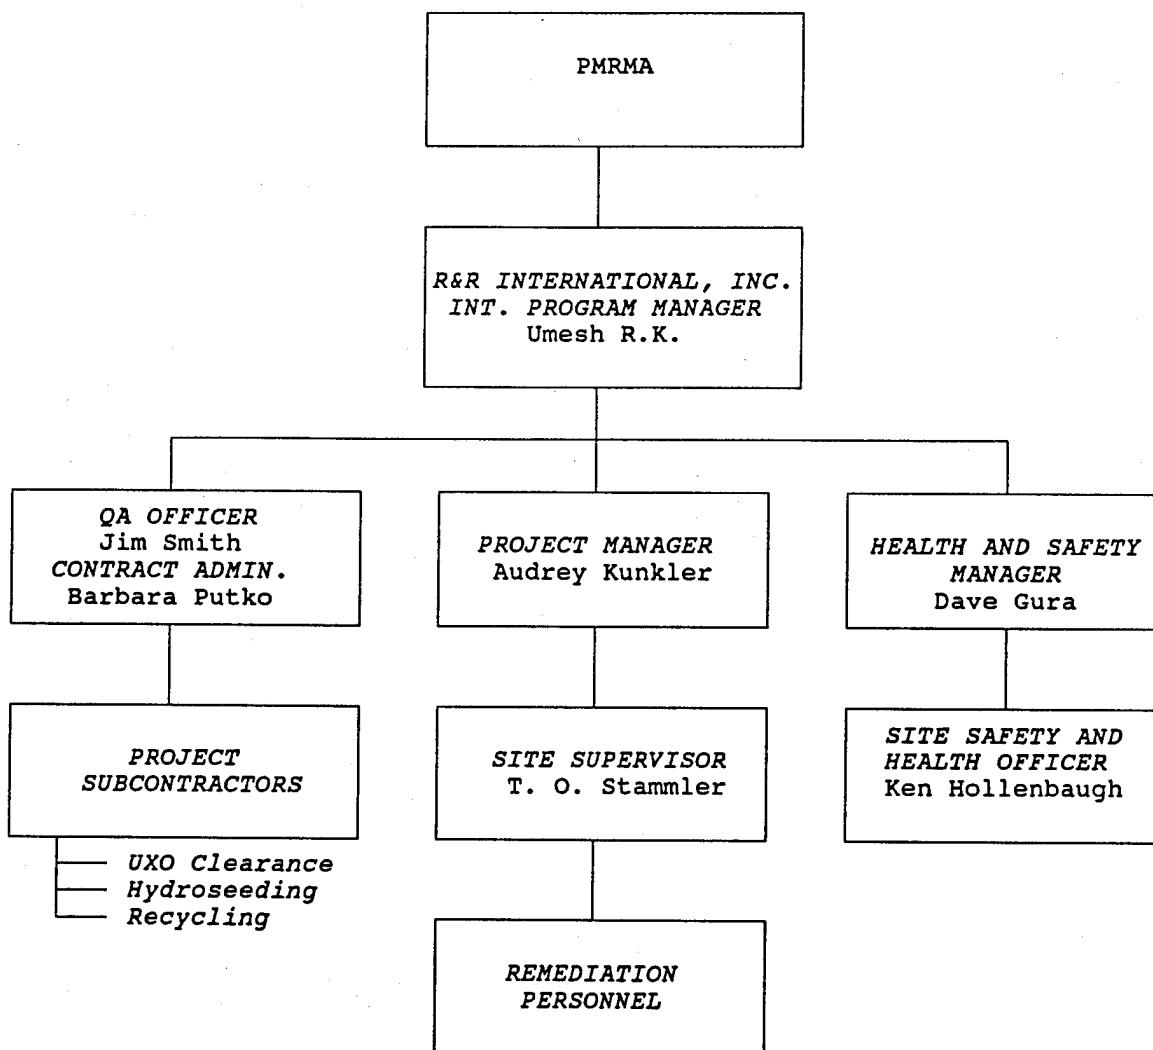 PMRMA
R&R INTERNATIONAL, INC.
INT. PROGRAM MANAGER
Umesh R.K.
QA OFFICER
Jim Smith
CONTRACT ADMIN.
Barbara Putko
PROJECT MANAGER
Audrey Kunkler
HEALTH AND SAFETY
MANAGER
Dave Gura
PROJECT
SUBCONTRACTORS
UXO Clearance
Hydroseeding
Recycling
SITE SUPERVISOR
T. O. Stammler
SITE SAFETY AND
HEALTH OFFICER
Ken Hollenbaugh
REMEDIATION
PERSONNEL